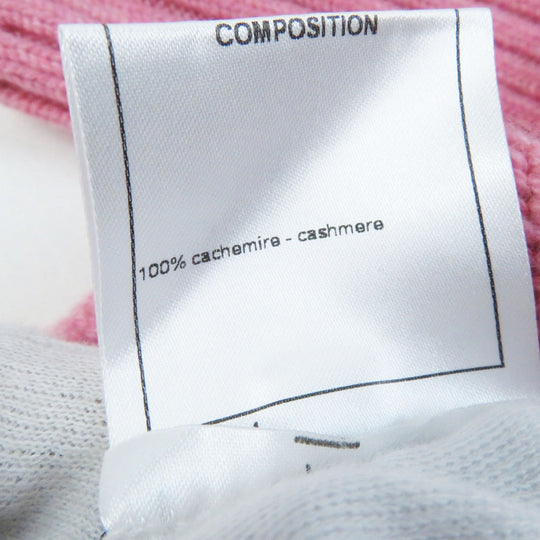 COMPOSITION
100% cachemire - cashmere